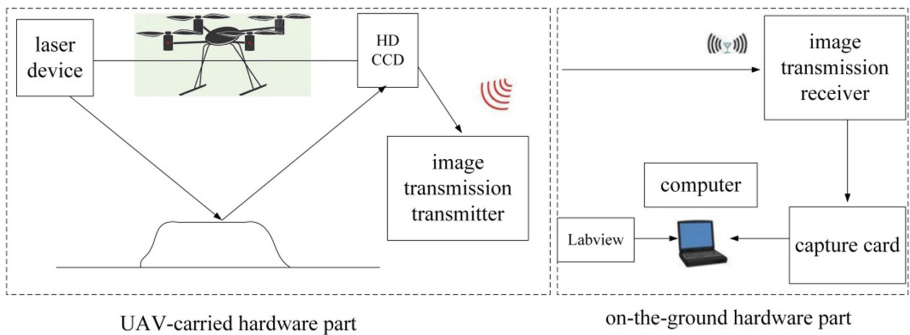 laser
device
HD
CCD
image
transmission
transmitter
UAV-carried hardware part
image
transmission
receiver
computer
Labview
capture card
on-the-ground hardware part